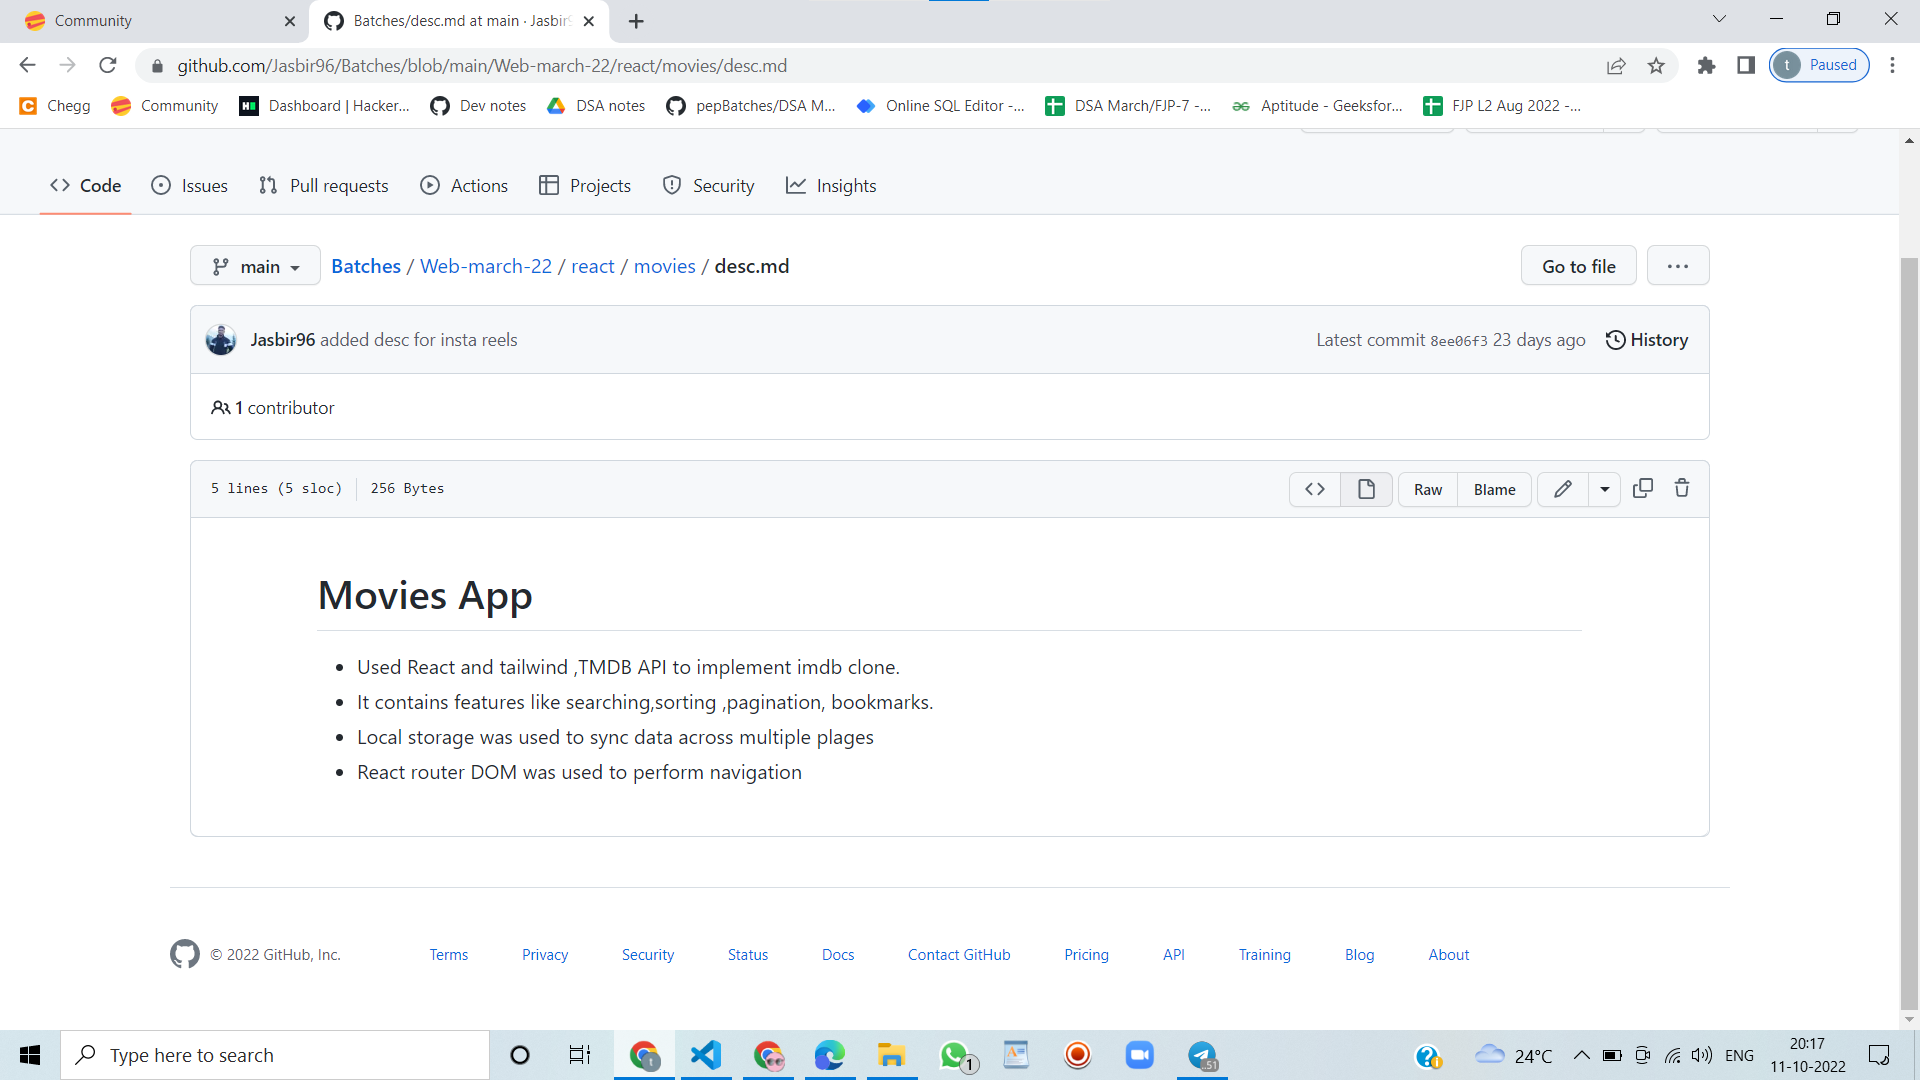 Community
Batches/desc.md at main · Jasbir9
github.com/Jasbir96/Batches/blob/main/Web-march-22/react/movies/desc.md
t Paused
Chegg Community Dashboard | Hacker... Dev notes DSA notes pepBatches/DSA M... Online SQL Editor -... DSA March/FJP-7 -... Aptitude - Geeksfor... FJP L2 Aug 2022 -...
Code Issues Pull requests Actions Projects Security Insights
main Batches / Web-march-22 / react / movies / desc.md Go to file ...
Jasbir96 added desc for insta reels Latest commit 8ee06f3 23 days ago History
1 contributor
5 lines (5 sloc) 256 Bytes Raw Blame
Movies App
• Used React and tailwind ,TMDB API to implement imdb clone.
• It contains features like searching,sorting ,pagination, bookmarks.
• Local storage was used to sync data across multiple plages
• React router DOM was used to perform navigation
© 2022 GitHub, Inc. Terms Privacy Security Status Docs Contact GitHub Pricing API Training Blog About
Type here to search
24°C ENG 20:17
11-10-2022